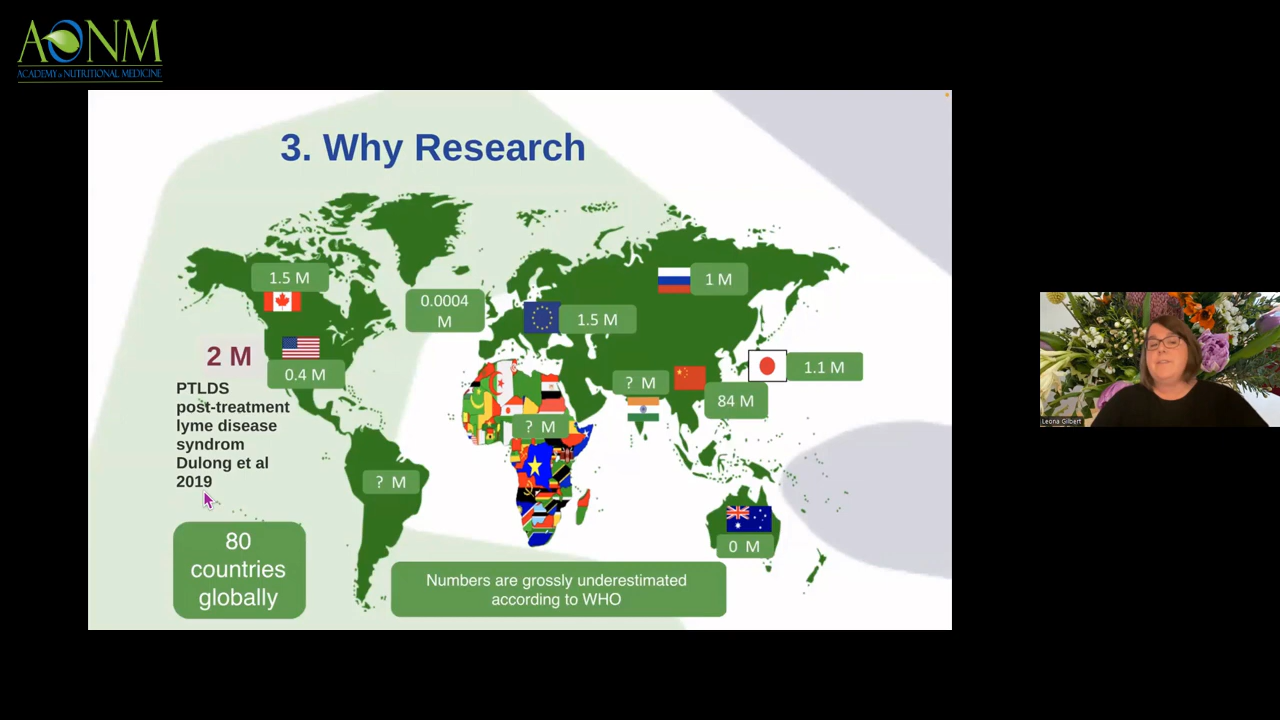 AONM
ACADEMY of NUTRITIONAL MEDICINE
3. Why Research
1.5 M
0.0004
M
1.5 M
1 M
2 M
0.4 M
PTLDS
post-treatment
lyme disease
syndrom
Dulong et al
2019
? M
1.1 M
84 M
? M
? M
0 M
80
countries
globally
Numbers are grossly underestimated
according to WHO
Leona Gilbert